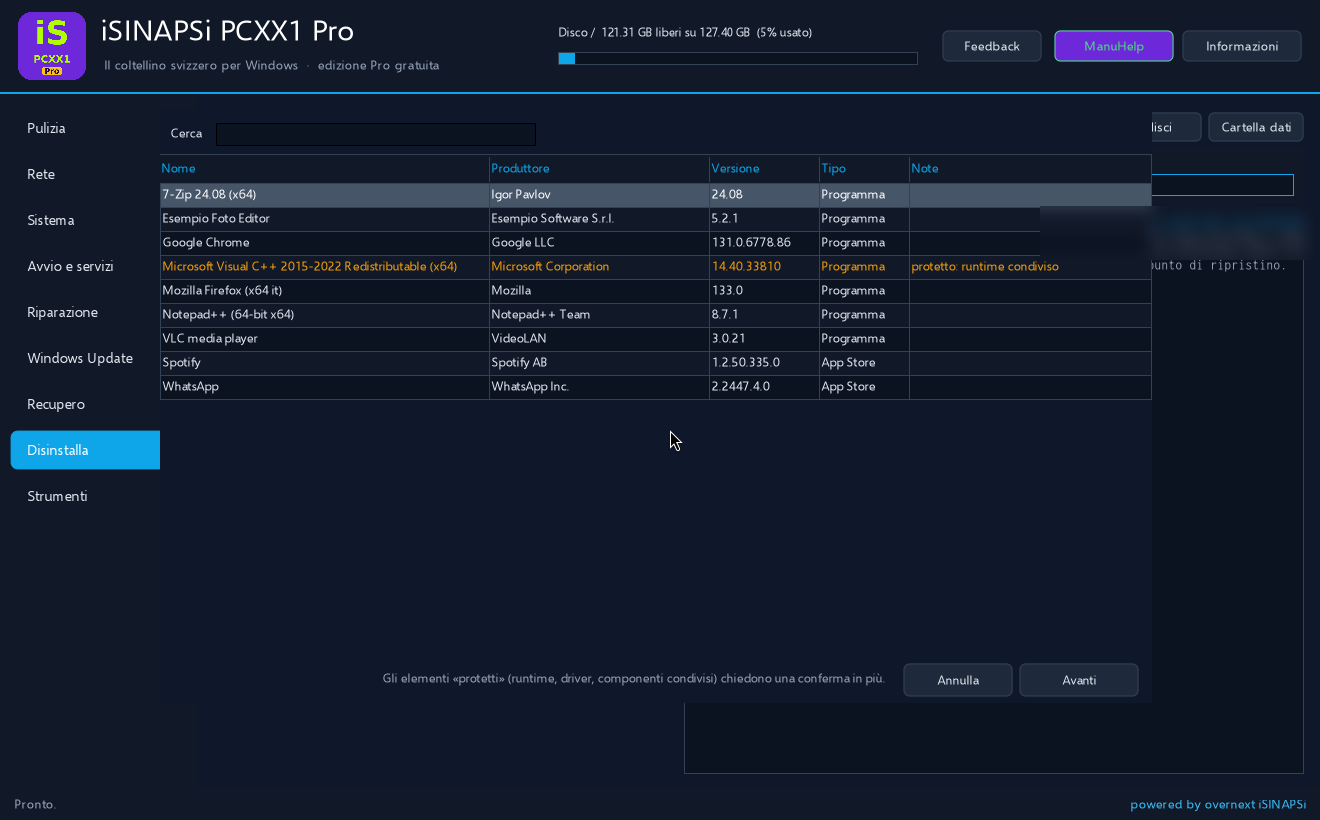 iS
PCXX1
Pro
iSINAPSi PCXX1 Pro
Il coltellino svizzero per Windows · edizione Pro gratuita
Disco / 121.31 GB liberi su 127.40 GB (5% usato)
Feedback
ManuHelp
Informazioni
Pulizia
Rete
Sistema
Avvio e servizi
Riparazione
Windows Update
Recupero
Disinstalla
Strumenti
Cartella dati
Cerca
Nome Produttore Versione Tipo Note
7-Zip 24.08 (x64) Igor Pavlov 24.08 Programma
Esempio Foto Editor Esempio Software S.r.l. 5.2.1 Programma
Google Chrome Google LLC 131.0.6778.86 Programma
Microsoft Visual C++ 2015-2022 Redistributable (x64) Microsoft Corporation 14.40.33810 Programma protetto: runtime condiviso
Mozilla Firefox (x64 it) Mozilla 133.0 Programma
Notepad++ (64-bit x64) Notepad++ Team 8.7.1 Programma
VLC media player VideoLAN 3.0.21 Programma
Spotify Spotify AB 1.2.50.335.0 App Store
WhatsApp WhatsApp Inc. 2.2447.4.0 App Store
di ripristino.
Gli elementi «protetti» (runtime, driver, componenti condivisi) chiedono una conferma in più.
Annulla
Avanti
Pronto.
powered by overnext iSINAPSi